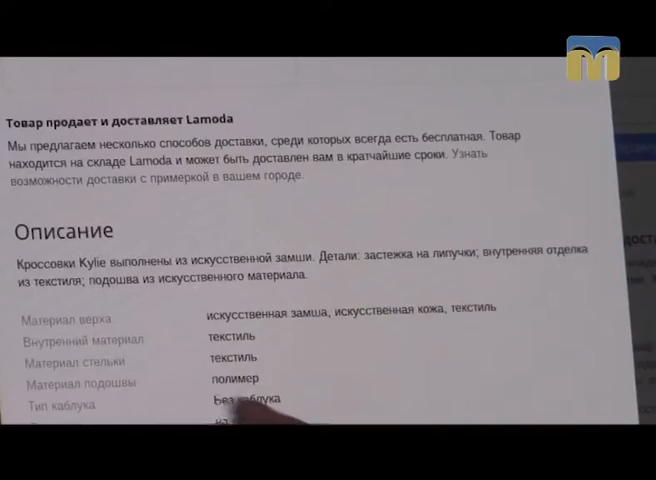 Товар продает и доставляет Lamoda
Мы предлагаем несколько способов доставки, среди которых всегда есть бесплатная. Товар
находится на складе Lamoda и может быть доставлен вам в кратчайшие сроки. Узнать
возможности доставки с примеркой в вашем городе.
Описание
Кроссовки Kylie выполнены из искусственной замши. Детали: застежка на липучки; внутренняя отделка
из текстиля; подошва из искусственного материала.
Материал верха искусственная замша, искусственная кожа, текстиль
Внутренний материал текстиль
Материал стельки текстиль
Материал подошвы полимер
Тип каблука Без каблука